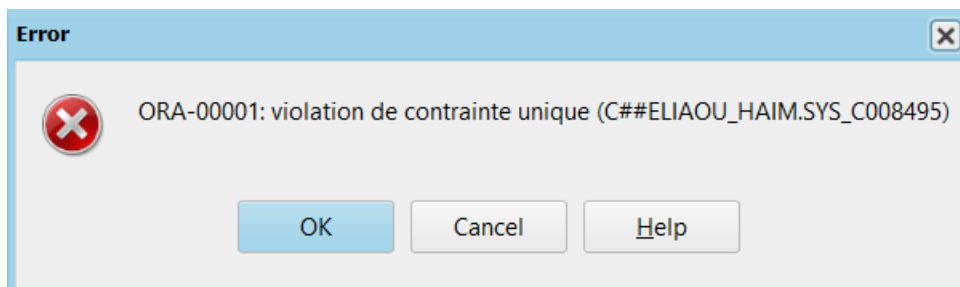 Error
ORA-00001: violation de contrainte unique (C##ELIAOU_HAIM.SYS_C008495)
OK Cancel Help